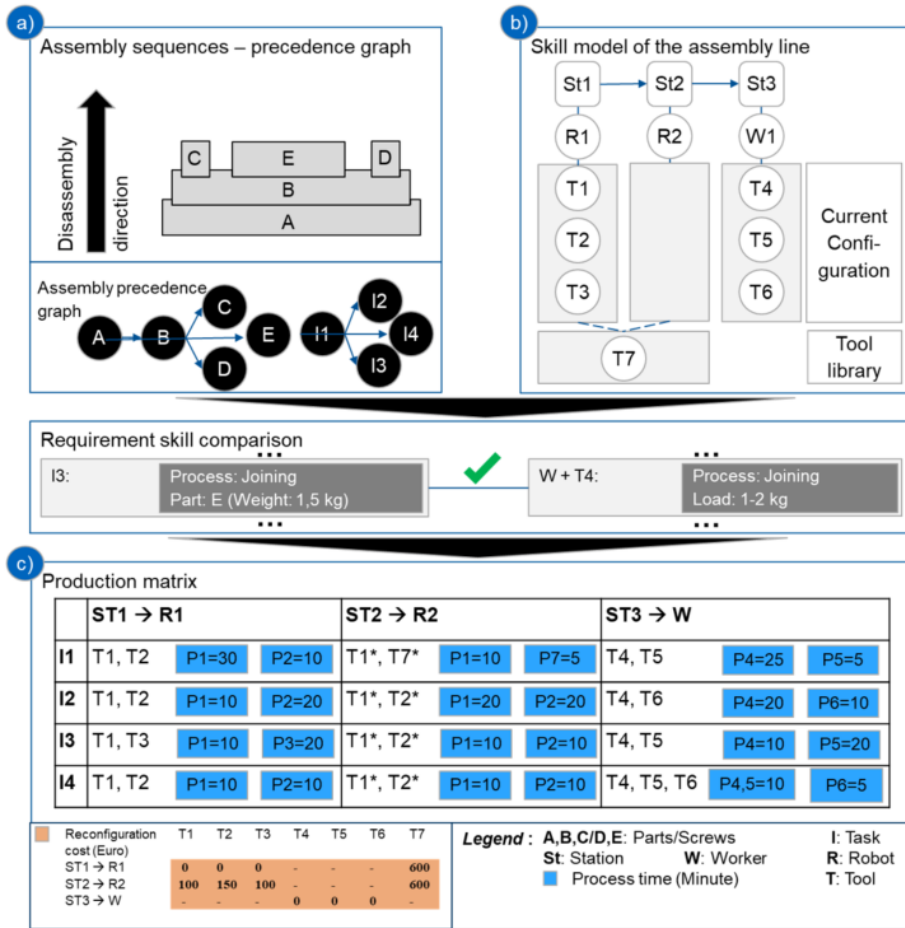 a)
Assembly sequences – precedence graph
Disassembly
direction
C
E
D
B
A
Assembly precedence
graph
A
B
C
D
E
I1
I2
I3
I4
b)
Skill model of the assembly line
St1
St2
St3
R1
R2
W1
T1
T2
T3
T4
T5
T6
Current
Confi-
guration
T7
Tool
library
Requirement skill comparison
...
...
I3:
Process: Joining
Part: E (Weight: 1,5 kg)
W + T4:
Process: Joining
Load: 1-2 kg
...
...
c)
Production matrix
ST1 → R1 ST2 → R2 ST3 → W
I1 T1, T2 P1=30 P2=10 T1*, T7* P1=10 P7=5 T4, T5 P4=25 P5=5
I2 T1, T2 P1=10 P2=20 T1*, T2* P1=20 P2=20 T4, T6 P4=20 P6=10
I3 T1, T3 P1=10 P3=20 T1*, T2* P1=10 P2=10 T4, T5 P4=10 P5=20
I4 T1, T2 P1=10 P2=10 T1*, T2* P1=10 P2=10 T4, T5, T6 P4,5=10 P6=5
Reconfiguration T1 T2 T3 T4 T5 T6 T7
cost (Euro)
ST1 → R1 0 0 0 - - - 600
ST2 → R2 100 150 100 - - - 600
ST3 → W - - - 0 0 0 -
Legend : A,B,C/D,E: Parts/Screws I: Task
St: Station W: Worker R: Robot
Process time (Minute) T: Tool